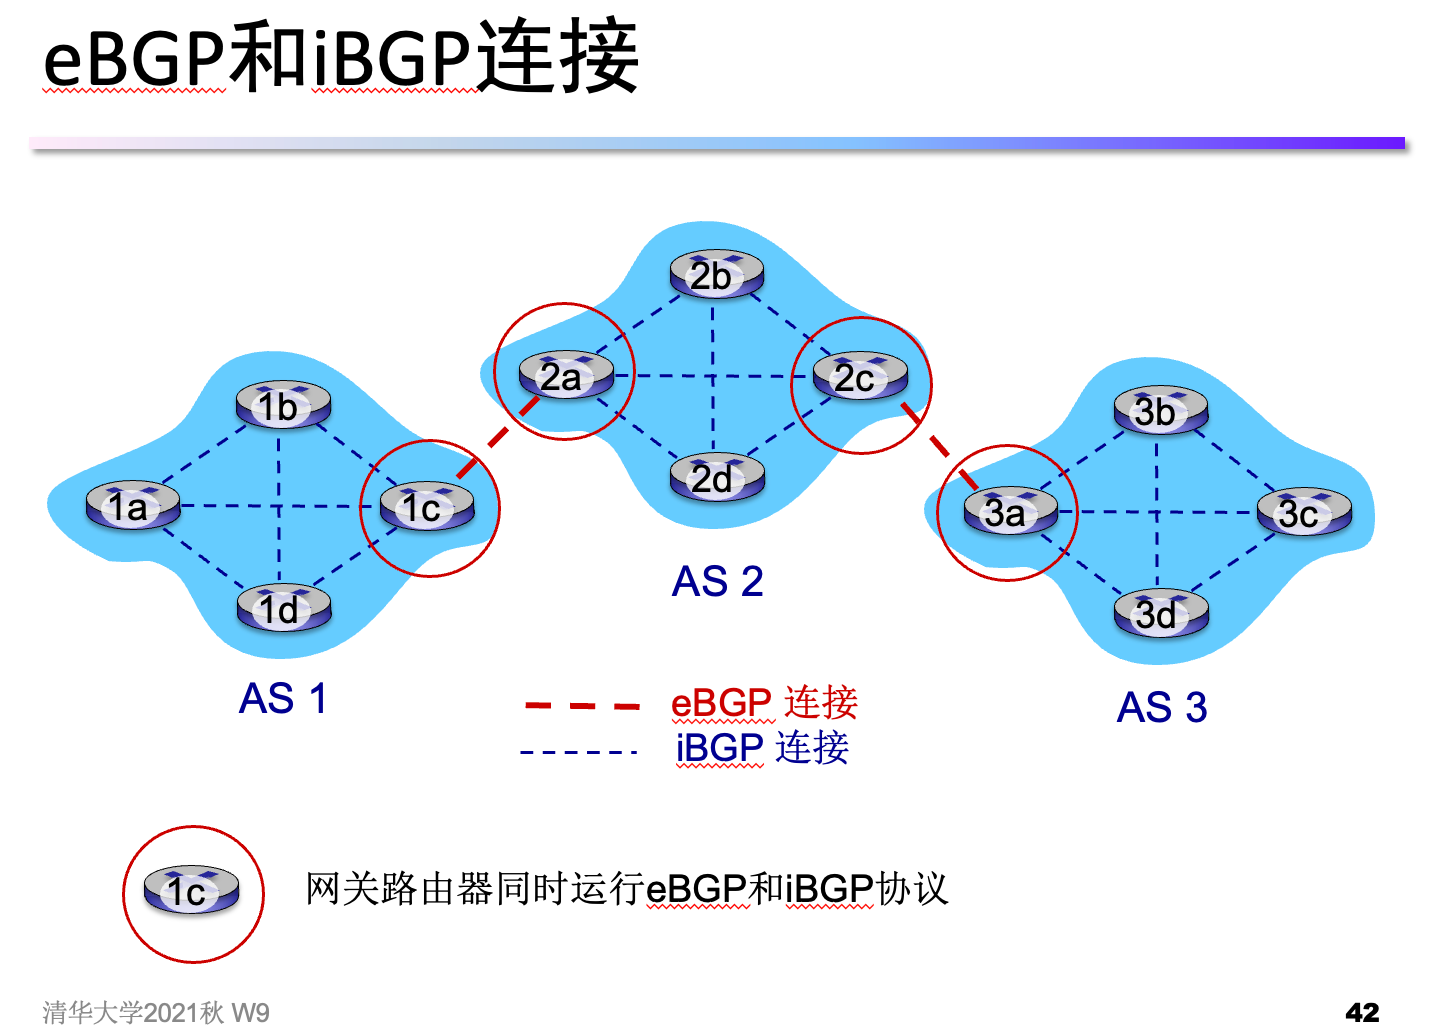 eBGP和iBGP连接
2b
2a
2c
1b
3b
1a
1c
2d
3a
3c
AS 2
1d
3d
AS 1
AS 3
eBGP 连接
iBGP 连接
1c
网关路由器同时运行eBGP和iBGP协议
清华大学2021秋 W9
42